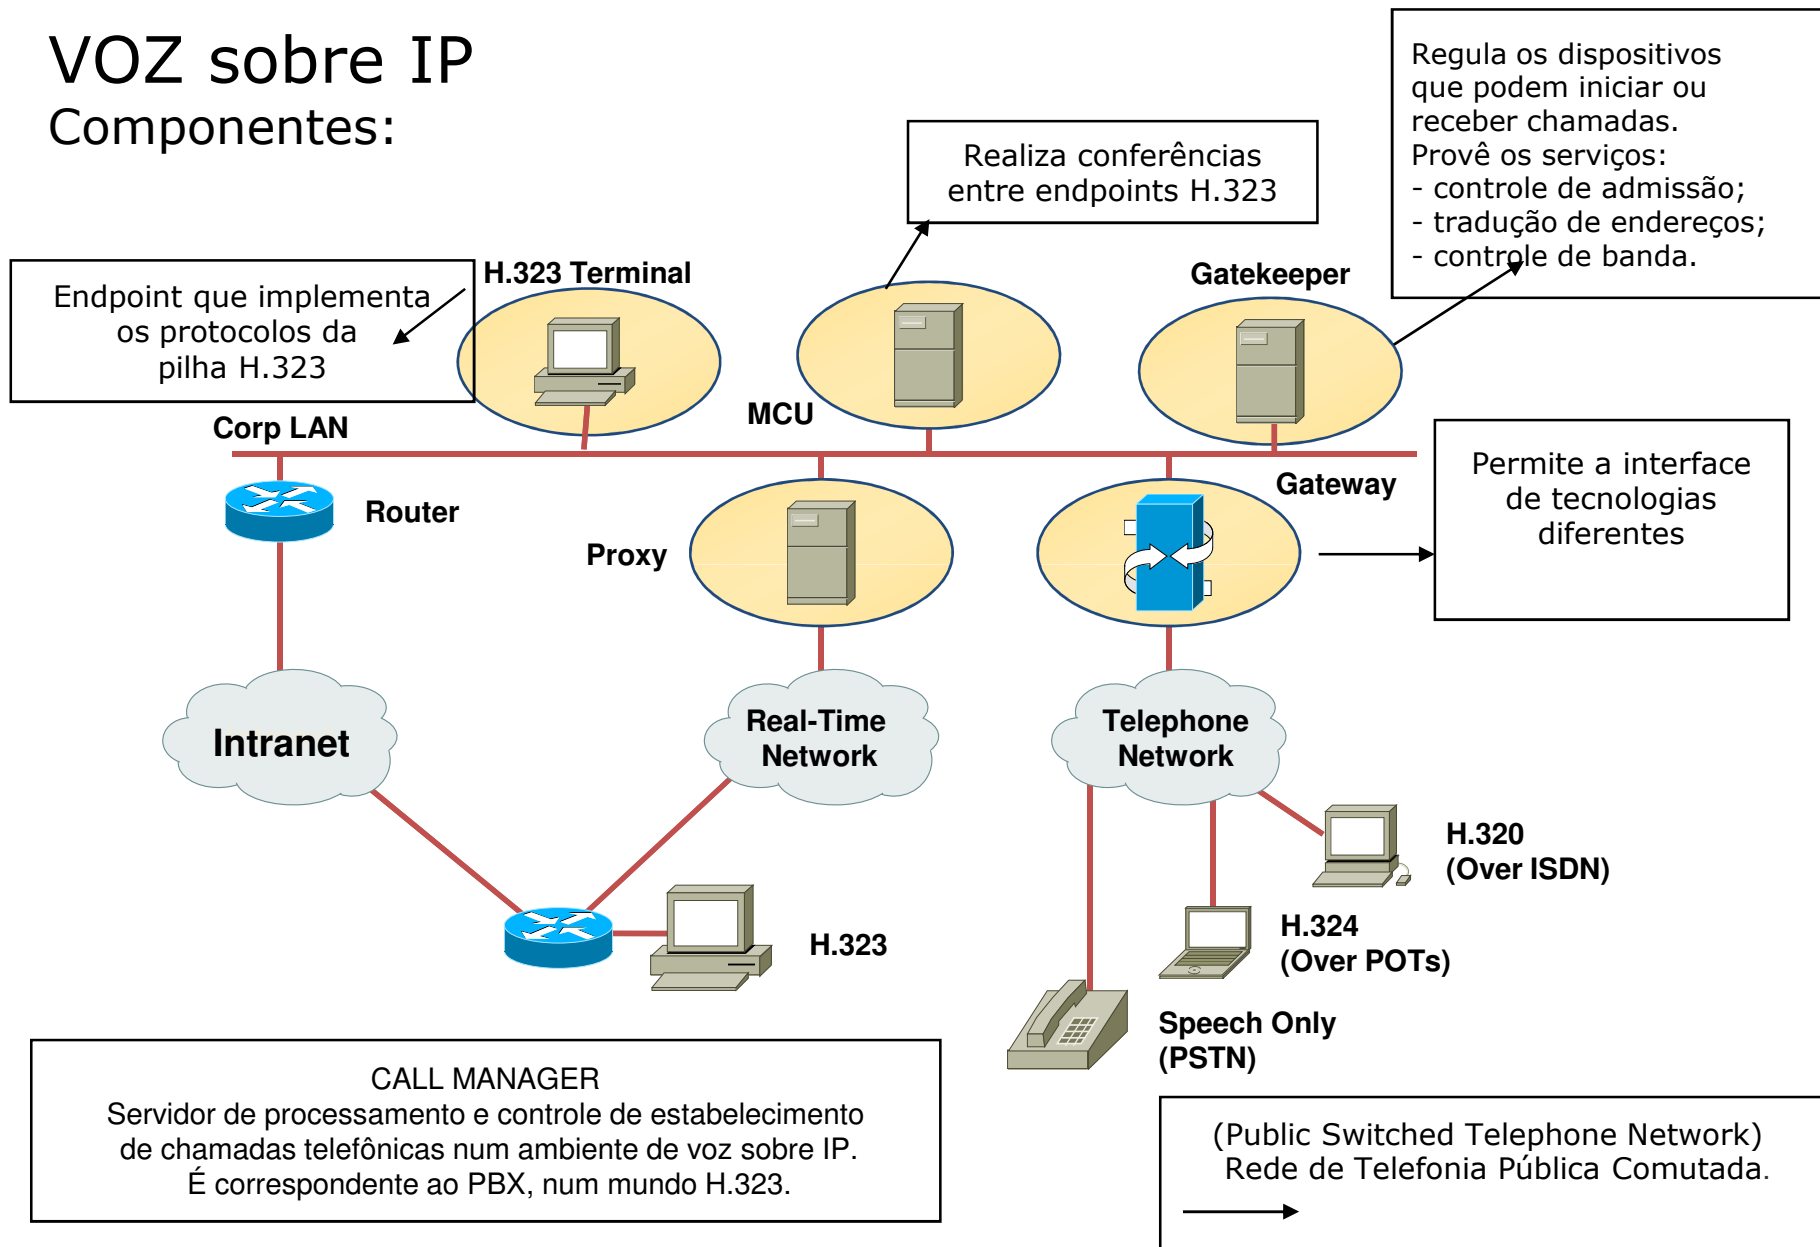 VOZ sobre IP
Componentes:
Regula os dispositivos
que podem iniciar ou
receber chamadas.
Provê os serviços:
- controle de admissão;
- tradução de endereços;
- controle de banda.
Realiza conferências
entre endpoints H.323
H.323 Terminal
Gatekeeper
Endpoint que implementa
os protocolos da
pilha H.323
MCU
Corp LAN
Gateway
Permite a interface
de tecnologias
diferentes
Router
Proxy
Intranet
Real-Time
Network
Telephone
Network
H.320
(Over ISDN)
H.324
(Over POTs)
H.323
Speech Only
(PSTN)
CALL MANAGER
Servidor de processamento e controle de estabelecimento
de chamadas telefônicas num ambiente de voz sobre IP.
É correspondente ao PBX, num mundo H.323.
(Public Switched Telephone Network)
Rede de Telefonia Pública Comutada.